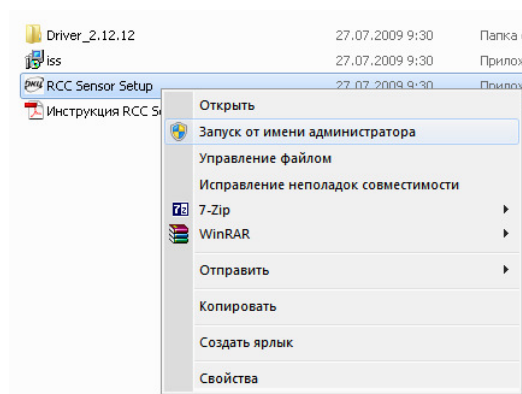 Driver_2.12.12 27.07.2009 9:30 Папка
iss 27.07.2009 9:30
RCC Sensor Setup 27.07.2009 9:30
Инструкция RCC
Открыть
Запуск от имени администратора
Управление файлом
Исправление неполадок совместимости
7-Zip
WinRAR
Отправить
Копировать
Создать ярлык
Свойства